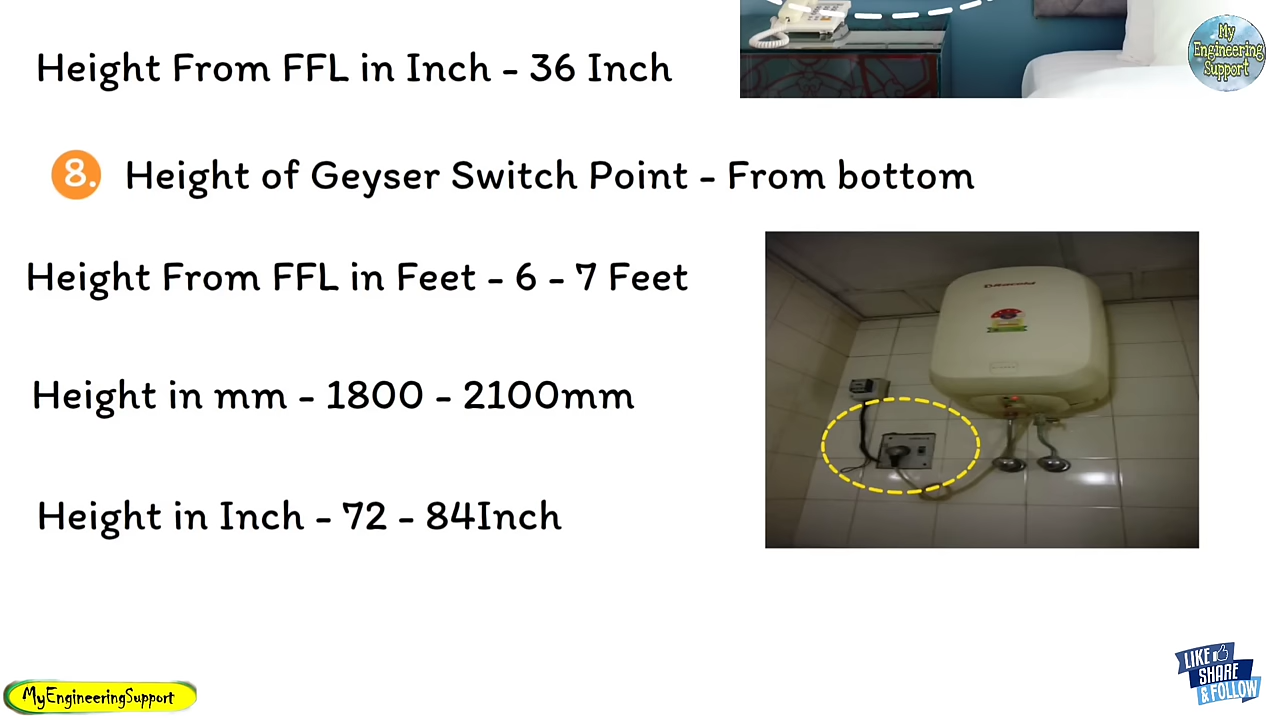 My
Engineering
Support
Height From FFL in Inch - 36 Inch
8. Height of Geyser Switch Point - From bottom
Height From FFL in Feet - 6 - 7 Feet
Height in mm - 1800 - 2100mm
Height in Inch - 72 - 84Inch
LIKE
SHARE
& FOLLOW
MyEngineeringSupport